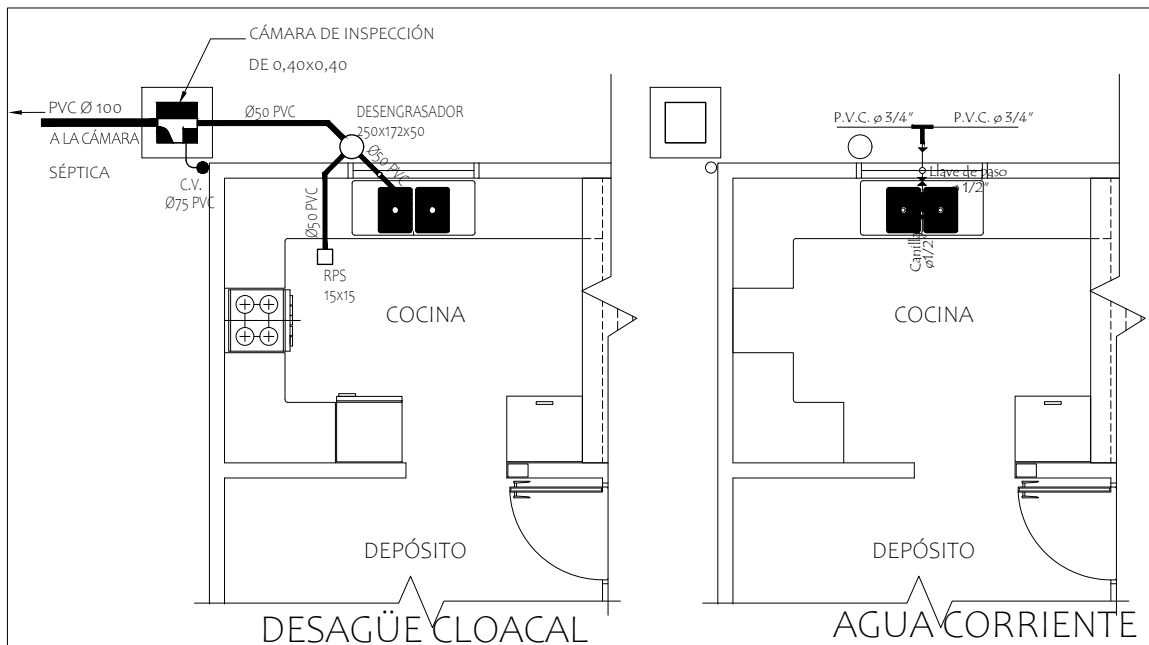 CÁMARA DE INSPECCIÓN
DE 0,40x0,40
PVC Ø 100
A LA CÁMARA
SÉPTICA
Ø50 PVC
DESENGRASADOR
250x172x50
Ø50 PVC
Ø50 PVC
C.V.
Ø75 PVC
RPS
15x15
COCINA
DEPÓSITO
DESAGÜE CLOACAL
P.V.C. ø 3/4"
P.V.C. ø 3/4"
Llave de paso
ø 1/2"
Canilla
ø1/2
COCINA
DEPÓSITO
AGUA CORRIENTE